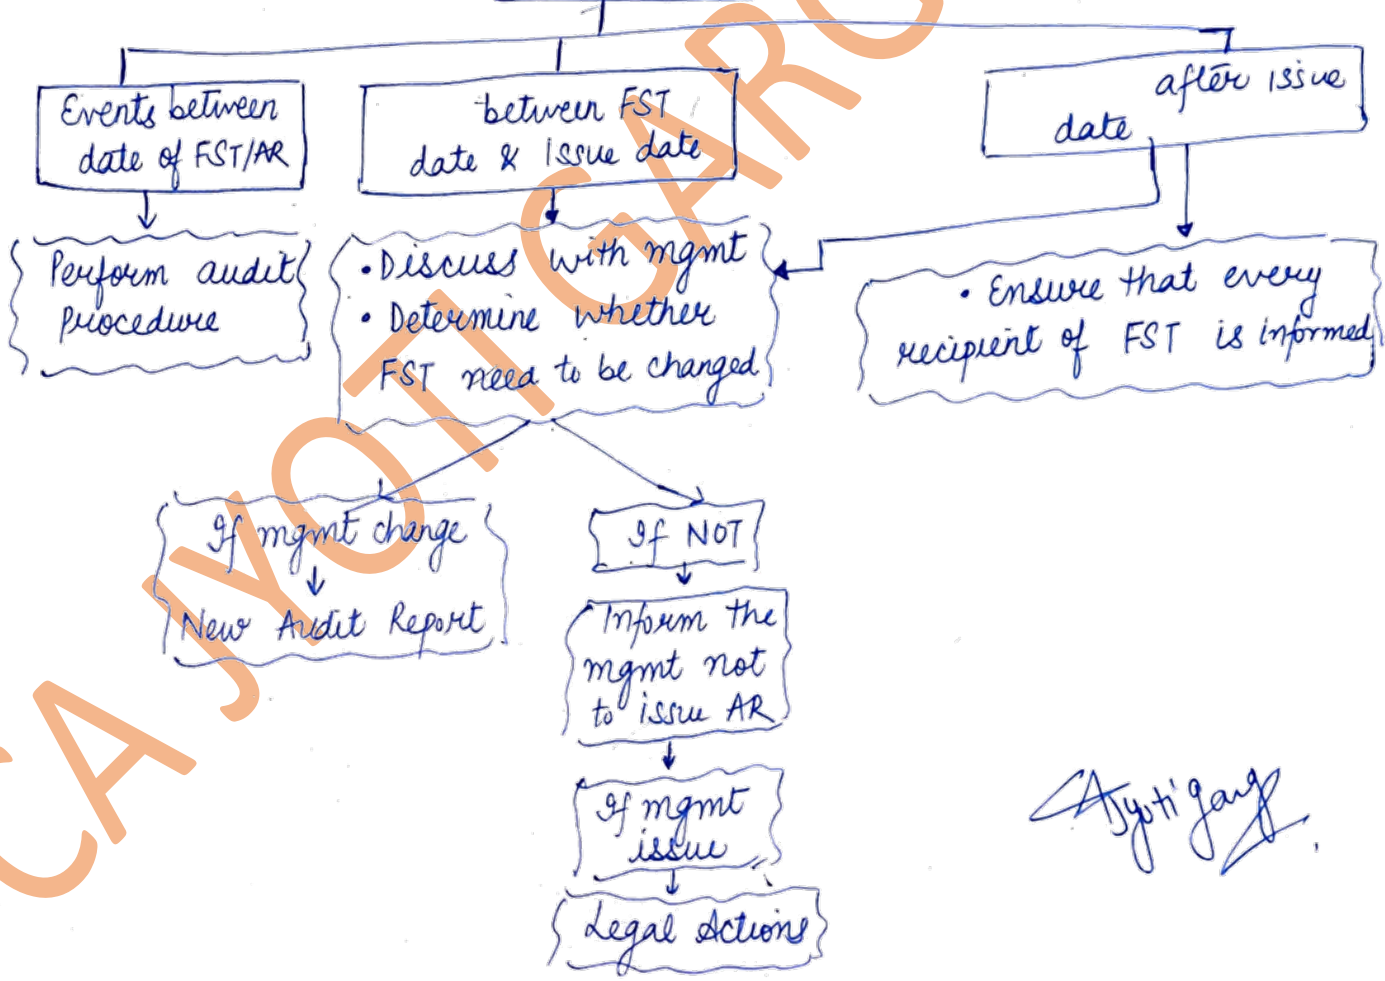 Events between
date of FST/AR
between FST
date & issue date
after issue
date
Perform audit
Procedure
• Discuss with mgmt
• Determine whether
FST need to be changed
• Ensure that every
recipient of FST is informed
If mgmt change
New Audit Report
If NOT
Inform the
mgmt not
to issue AR
If mgmt
issue
Legal Actions
CA Jyoti Garg
CA JYOTI GARG